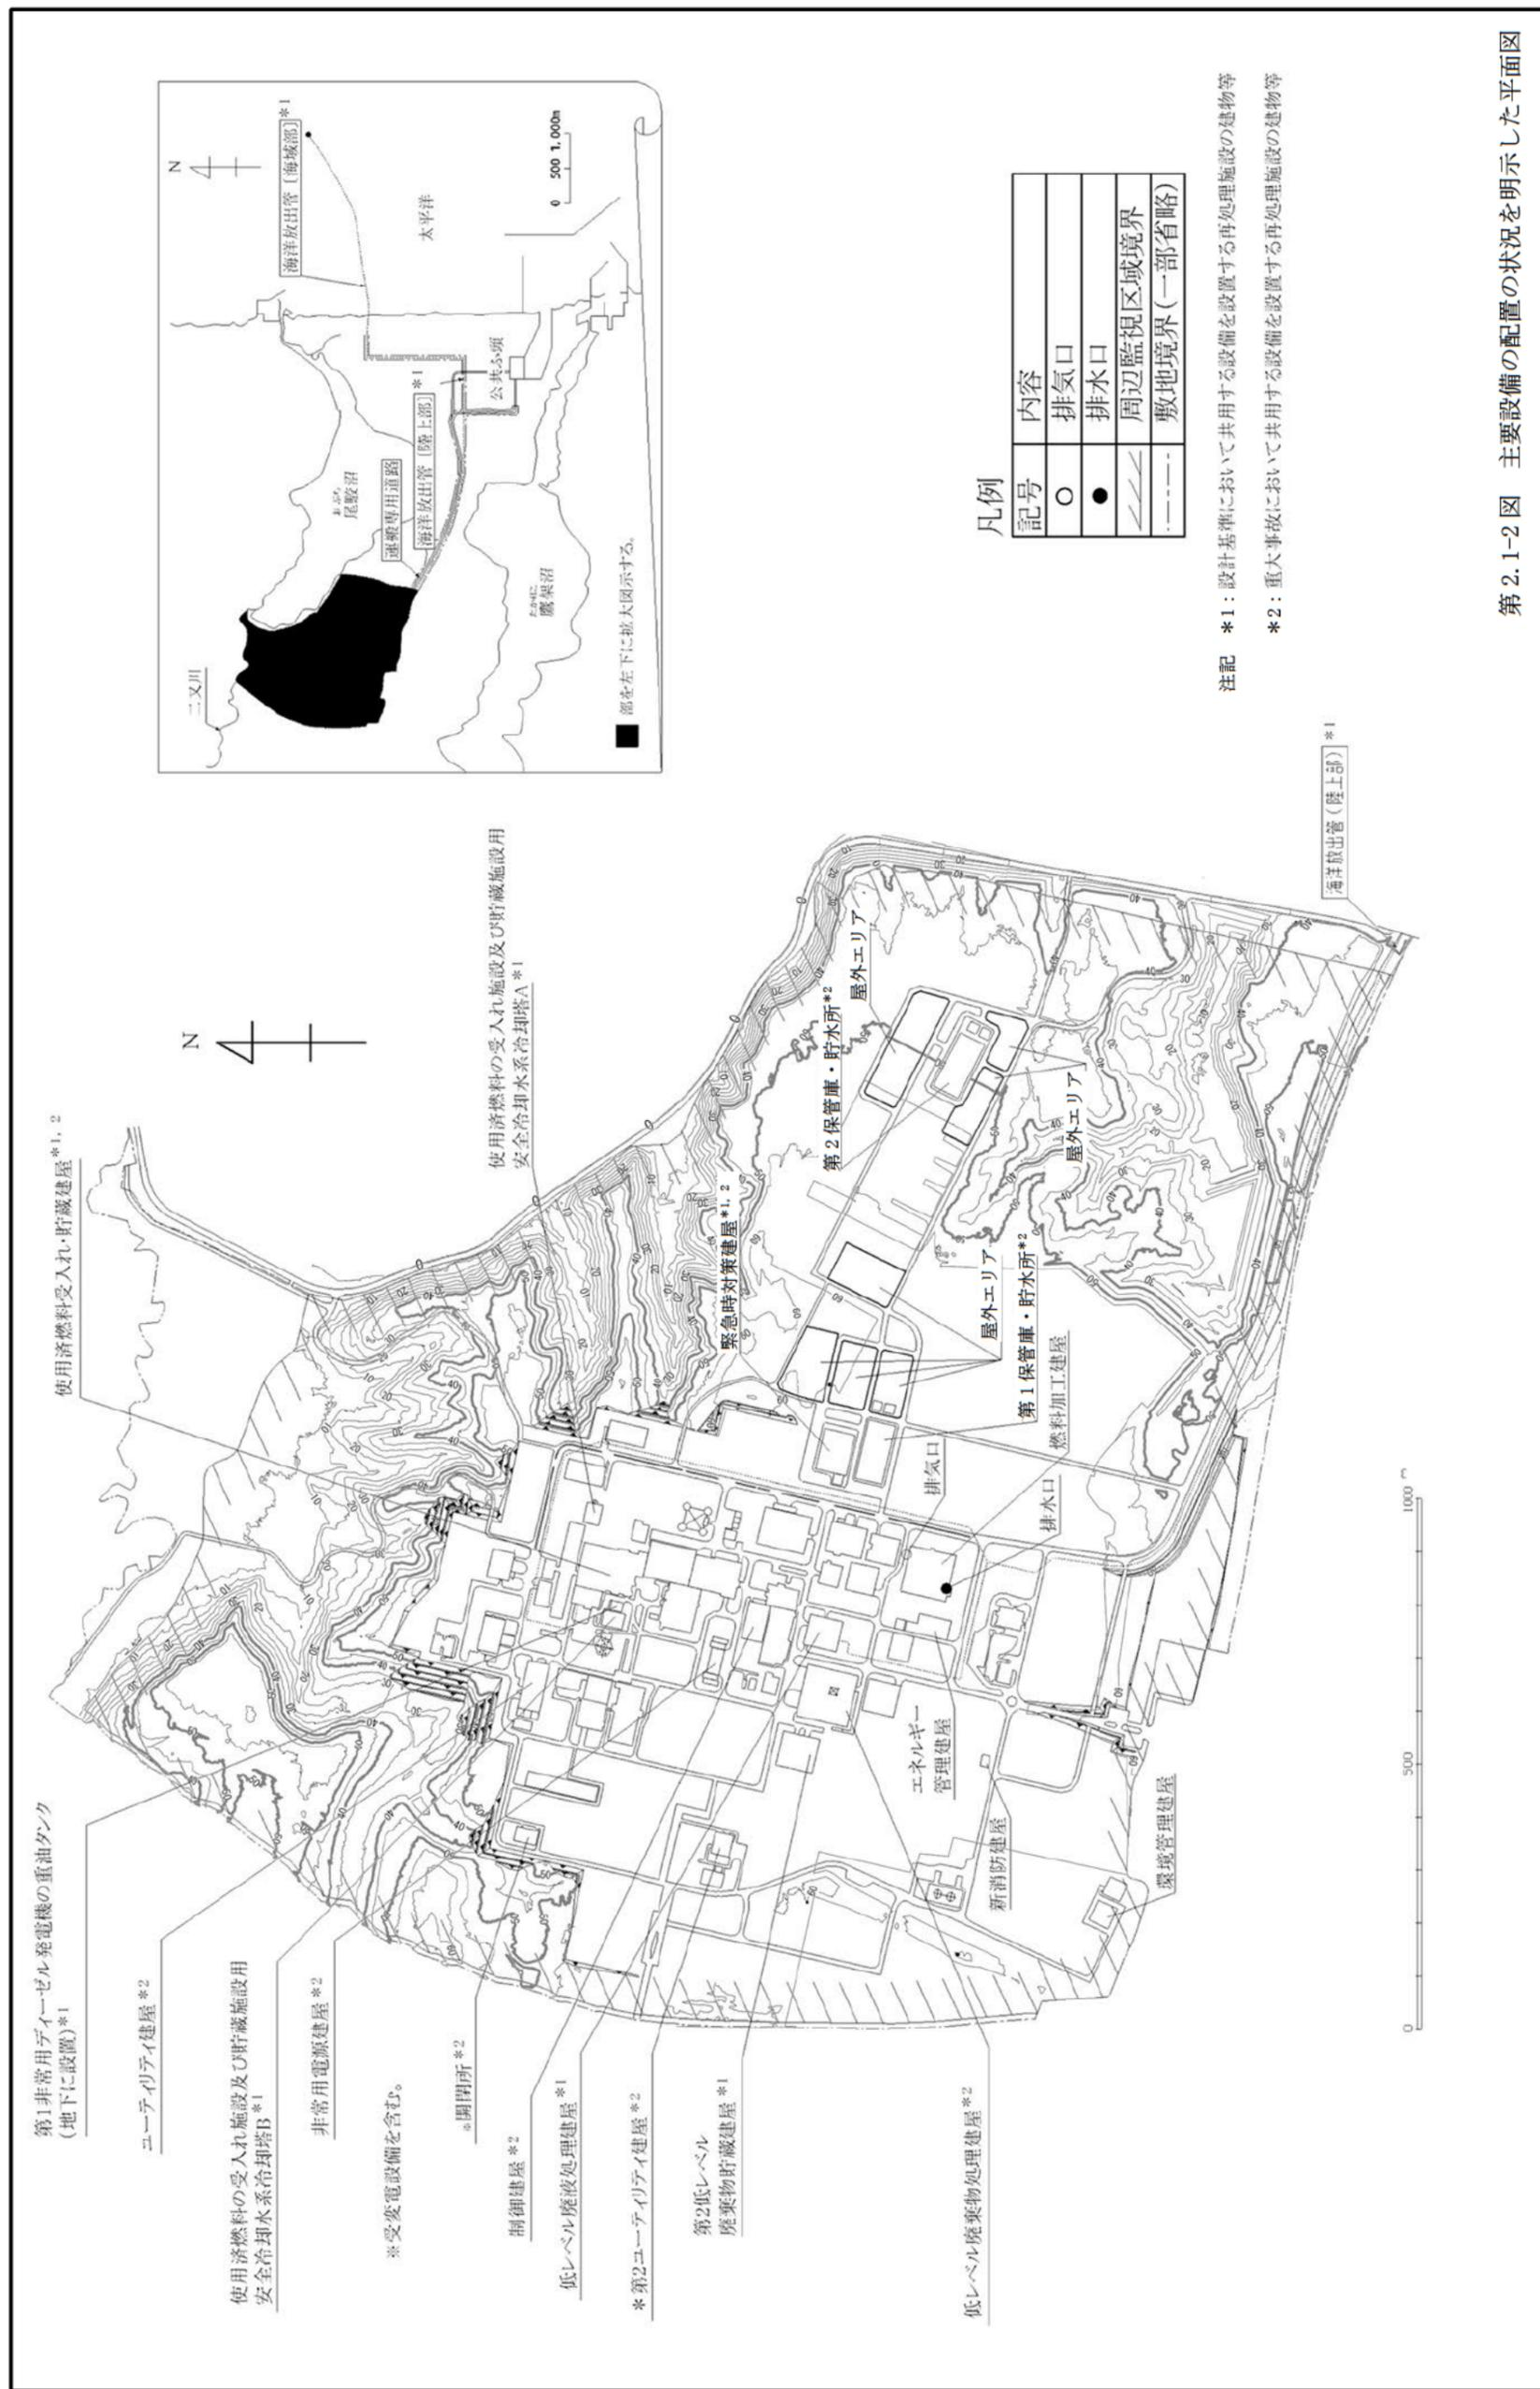 第1非常用ディーゼル発電機の重油タンク
(地下に設置)*1
ユーティリティ建屋*2
使用済燃料の受入れ施設及び貯蔵施設用
安全冷却水系冷却塔B*1
非常用電源建屋*2
※受変電設備を含む。
※開閉所*2
制御建屋*2
低レベル廃液処理建屋*1
*第2ユーティリティ建屋*2
第2低レベル
廃棄物貯蔵建屋*1
低レベル廃棄物処理建屋*2
使用済燃料受入れ・貯蔵建屋*1, 2
N
使用済燃料の受入れ施設及び貯蔵施設用
安全冷却水系冷却塔A*1
緊急時対策建屋*1, 2
第2保管庫・貯水所*2
屋外エリア
屋外エリア
屋外エリア
第1保管庫・貯水所*2
燃料加工建屋
排気口
排水口
エネルギー
管理建屋
新消防建屋
環境管理建屋
海洋放出管(陸上部)*1
0 500 1000 m
二又川
N
海洋放出管〔海域部〕*1
太平洋
おぶち
尾駮沼
運搬専用道路
海洋放出管〔陸上部〕*1
公共ふ頭
たかほこ
鷹架沼
0 500 1,000m
■ 部を左下に拡大図示する。
凡例
記号 内容
○ 排気口
● 排水口
周辺監視区域境界
敷地境界(一部省略)
注記 *1:設計基準において共用する設備を設置する再処理施設の建物等
*2:重大事故において共用する設備を設置する再処理施設の建物等
第2.1-2図 主要設備の配置の状況を明示した平面図